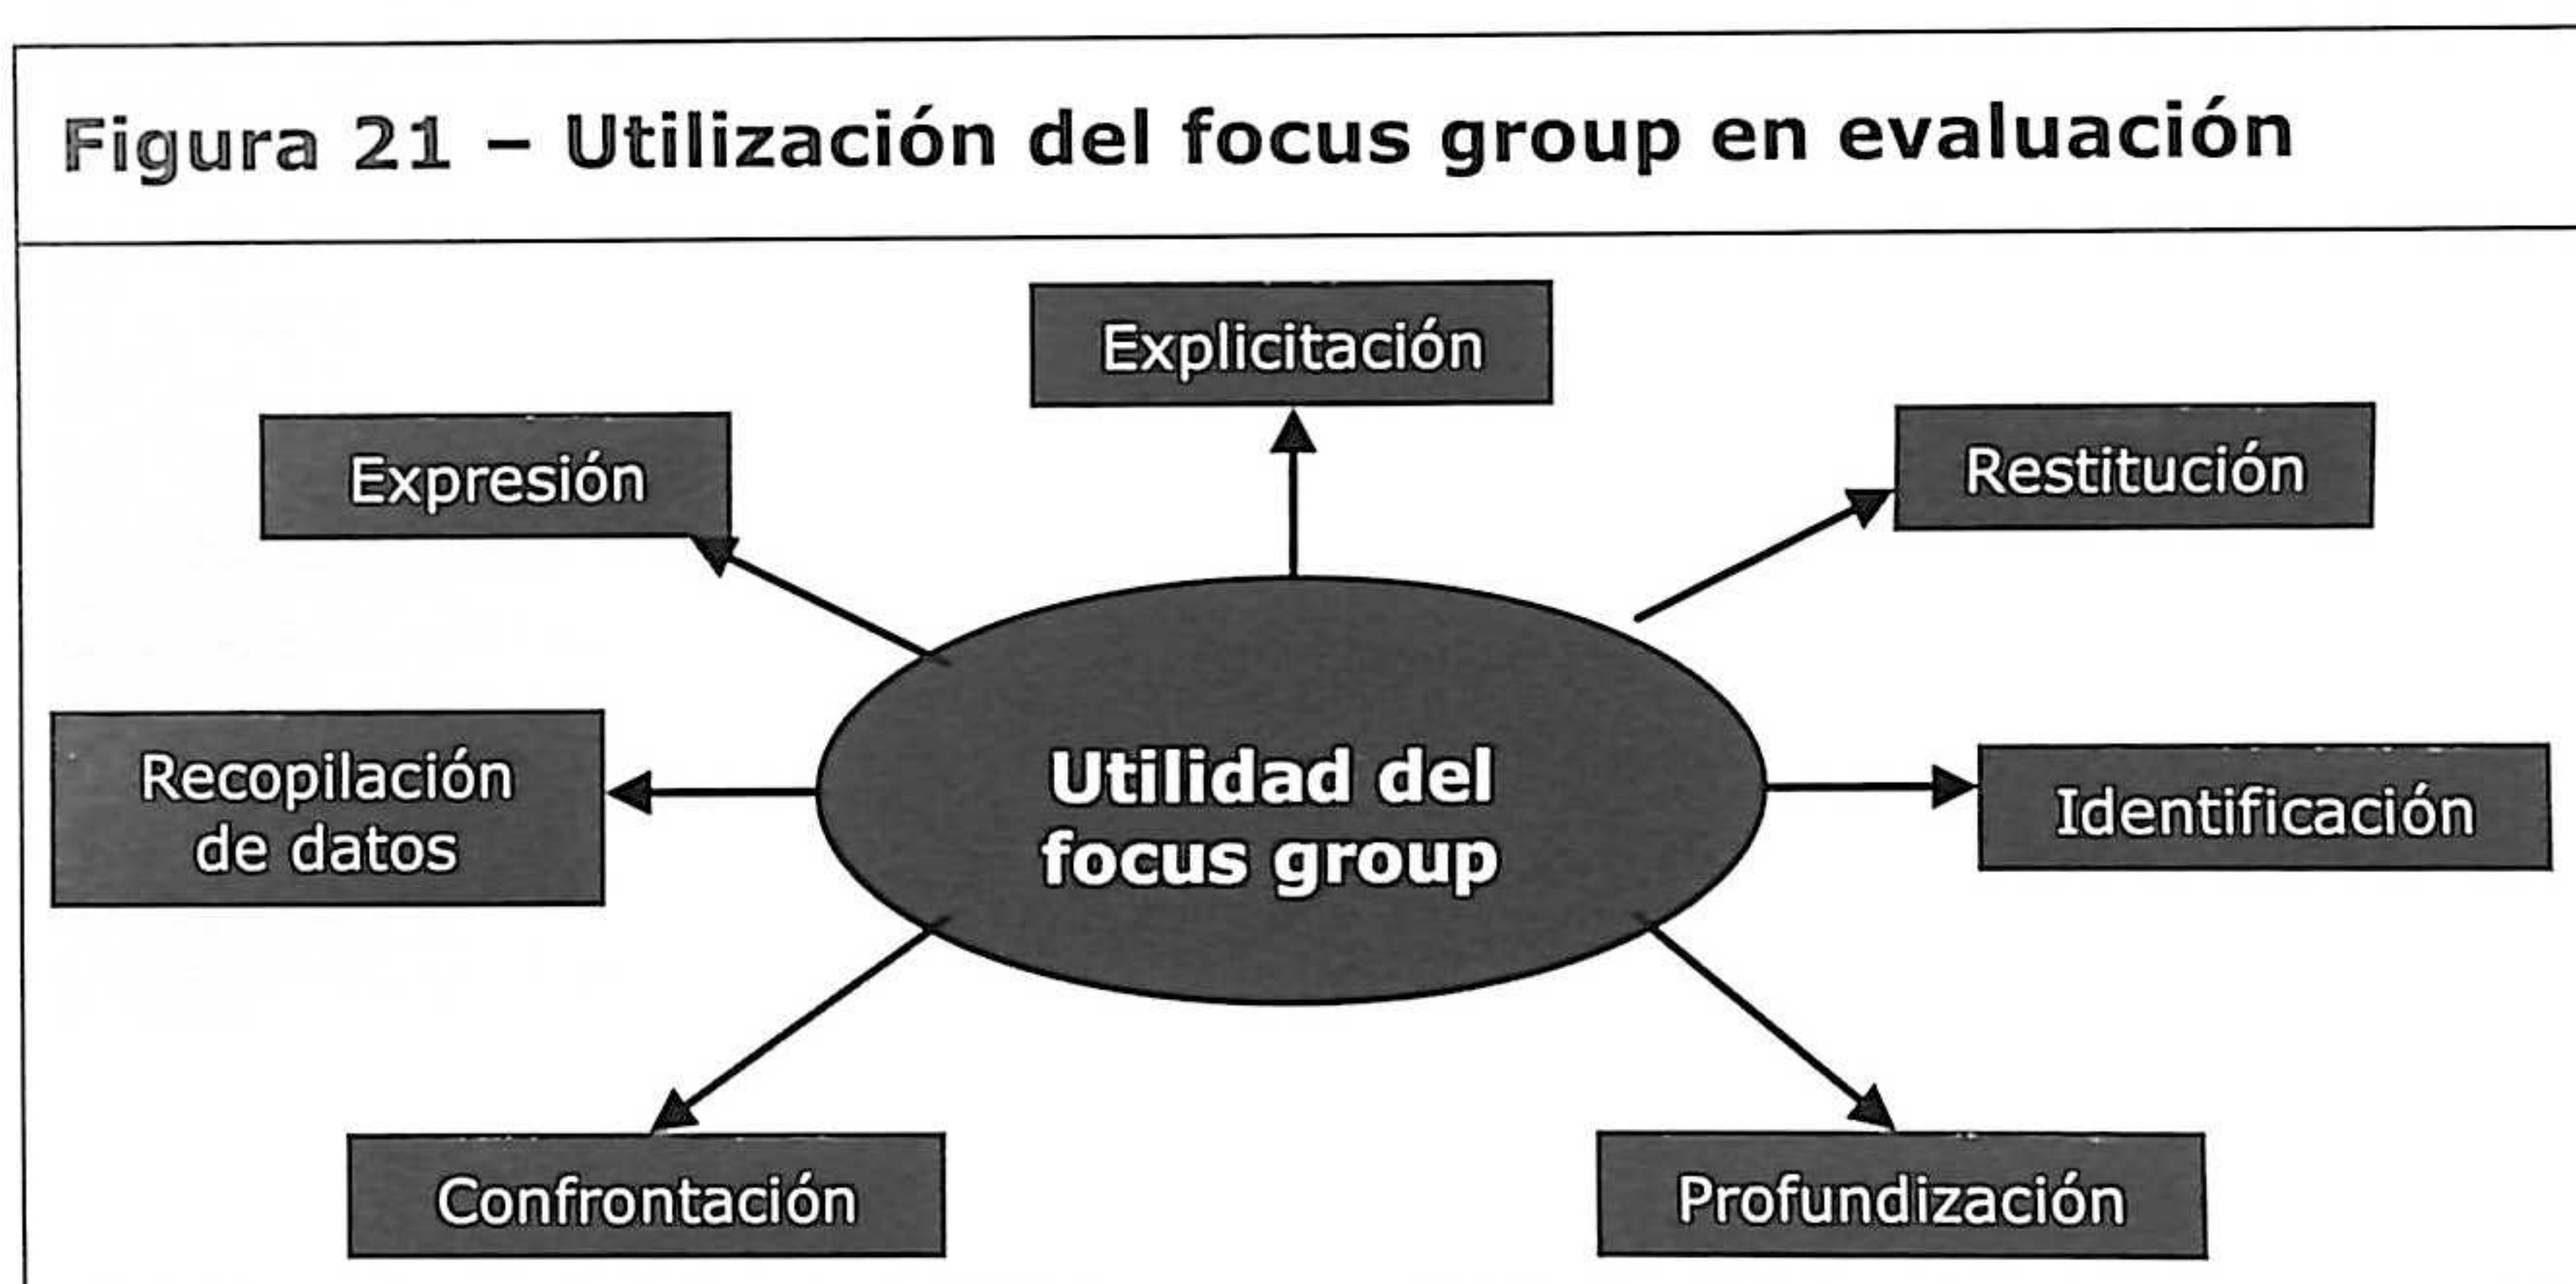 Figura 21 – Utilización del focus group en evaluación
Explicitación
Expresión
Restitución
Recopilación
de datos
Utilidad del
focus group
Identificación
Confrontación
Profundización